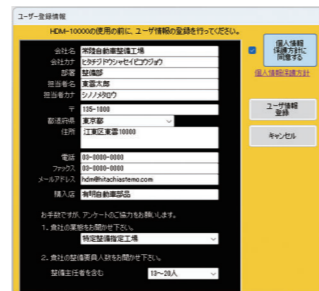 ユーザー登録情報
HDM-10000の使用の前に、ユーザ情報の登録を行ってください。
会社名 常陸自動車整備工場
会社カナ ヒタチジドウシャセイビコウジョウ
部署 整備部
担当者名 東雲太郎
担当者カナ シノノメタロウ
〒 135-1000
都道府県 東京都
住所 江東区東雲10000
電話 03-0000-0000
ファックス 03-0000-0000
メールアドレス hdm@hitachiastemo.com
購入店 有明自動車部品
お手数ですが、アンケートのご協力をお願いします。
1. 貴社の業態をお聞かせ下さい。
特定整備指定工場
2. 貴社の整備要員人数をお聞かせ下さい。
整備主任者を含む 13~20人
個人情報
保護方針に
同意する
個人情報保護方針
ユーザ情報
登録
キャンセル